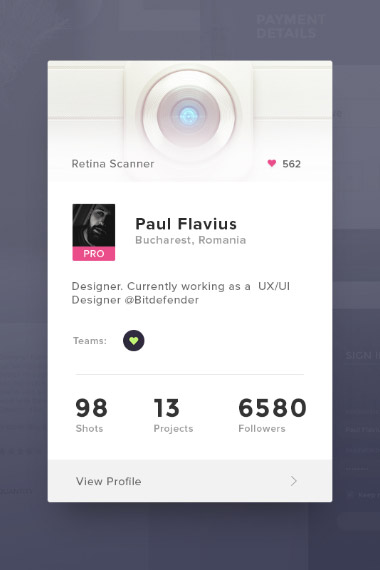 PAYMENT
DETAILS
Retina Scanner
562
Paul Flavius
Bucharest, Romania
PRO
Designer. Currently working as a UX/UI
Designer @Bitdefender
Teams:
98
13
6580
Shots
Projects
Followers
View Profile